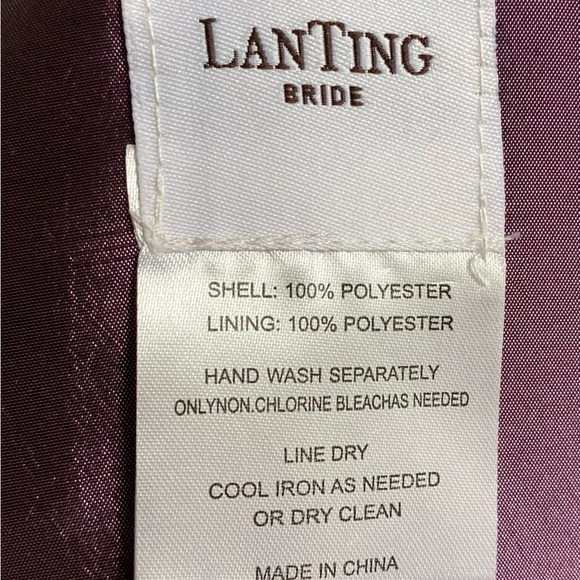 LANTING
BRIDE
SHELL: 100% POLYESTER
LINING: 100% POLYESTER
HAND WASH SEPARATELY
ONLYNON.CHLORINE BLEACHAS NEEDED
LINE DRY
COOL IRON AS NEEDED
OR DRY CLEAN
MADE IN CHINA